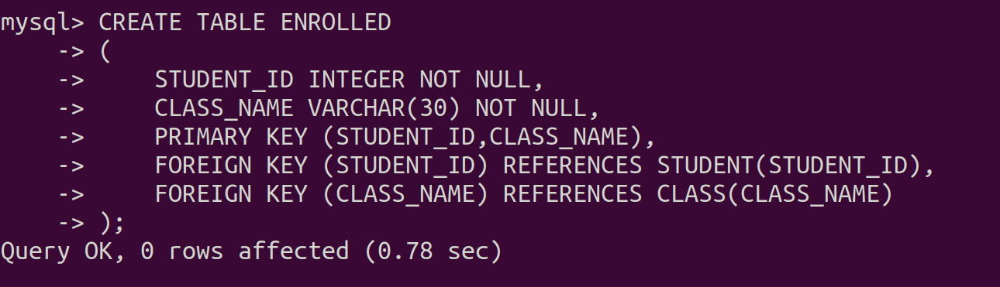 mysql> CREATE TABLE ENROLLED
    -> (
    ->     STUDENT_ID INTEGER NOT NULL,
    ->     CLASS_NAME VARCHAR(30) NOT NULL,
    ->     PRIMARY KEY (STUDENT_ID,CLASS_NAME),
    ->     FOREIGN KEY (STUDENT_ID) REFERENCES STUDENT(STUDENT_ID),
    ->     FOREIGN KEY (CLASS_NAME) REFERENCES CLASS(CLASS_NAME)
    -> );
Query OK, 0 rows affected (0.78 sec)